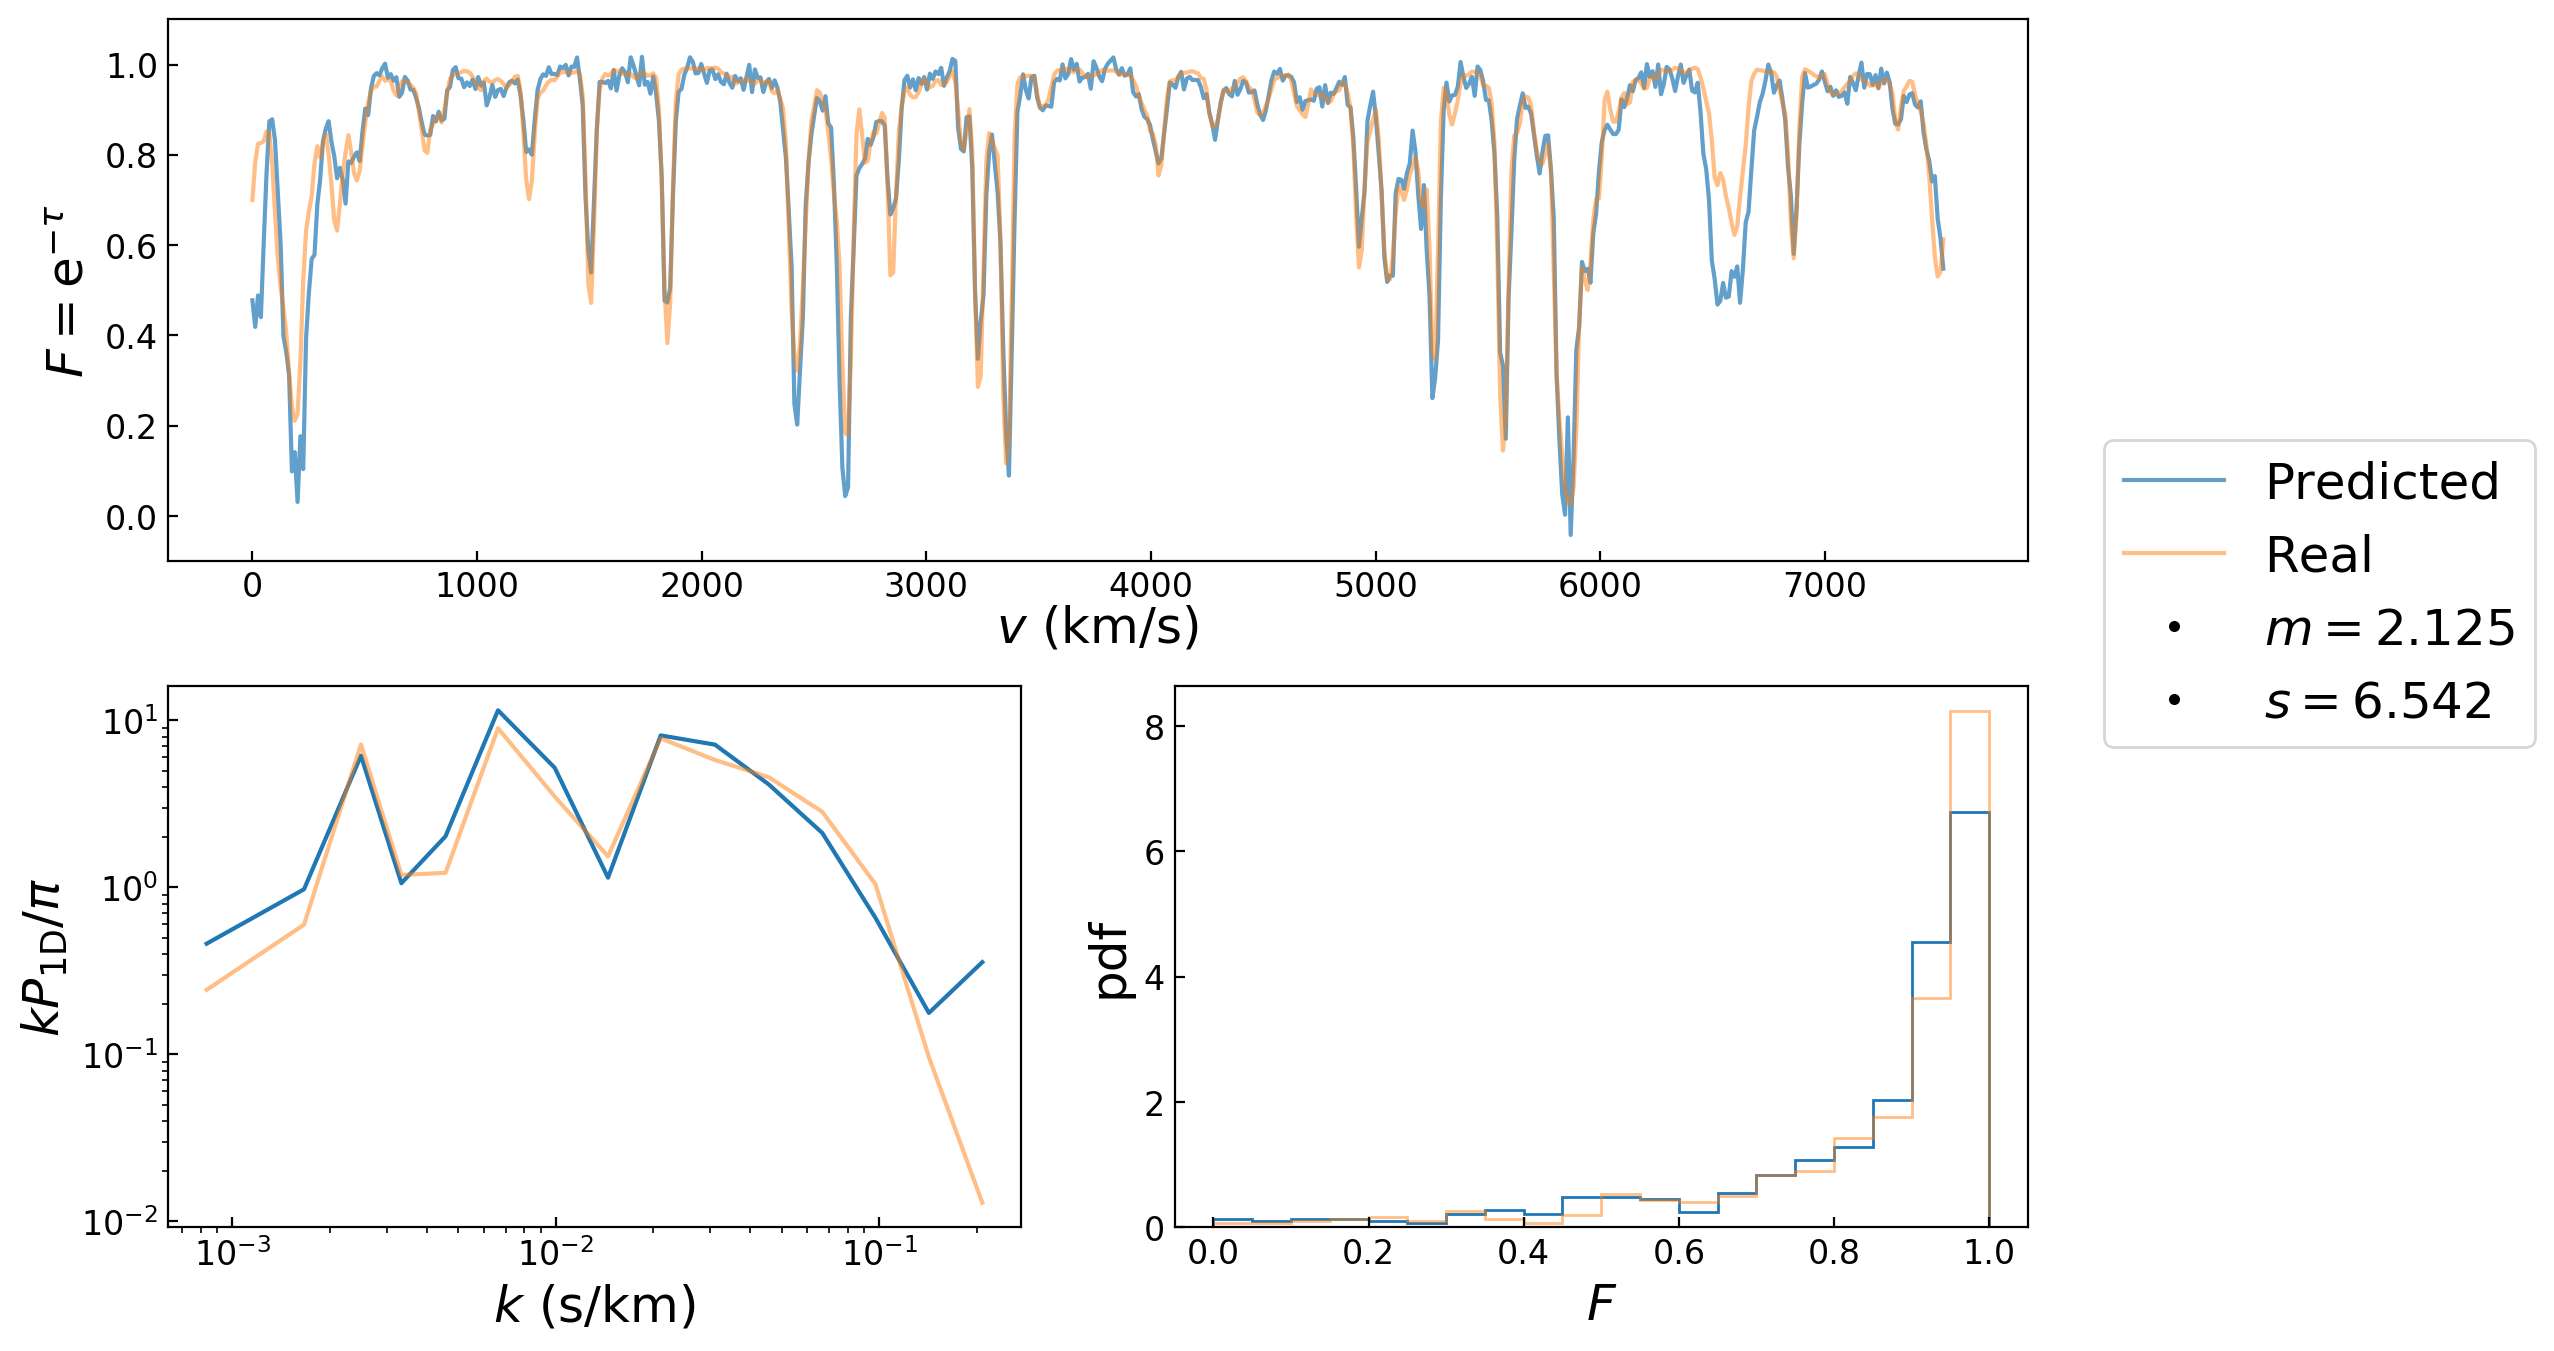 F = e^{−τ}
1.0
0.8
0.6
0.4
0.2
0.0
0 1000 2000 3000 4000 5000 6000 7000
v (km/s)
Predicted
Real
m = 2.125
s = 6.542
kP_{1D}/π
10^1
10^0
10^{−1}
10^{−2}
10^{−3} 10^{−2} 10^{−1}
k (s/km)
pdf
8
6
4
2
0
0.0 0.2 0.4 0.6 0.8 1.0
F